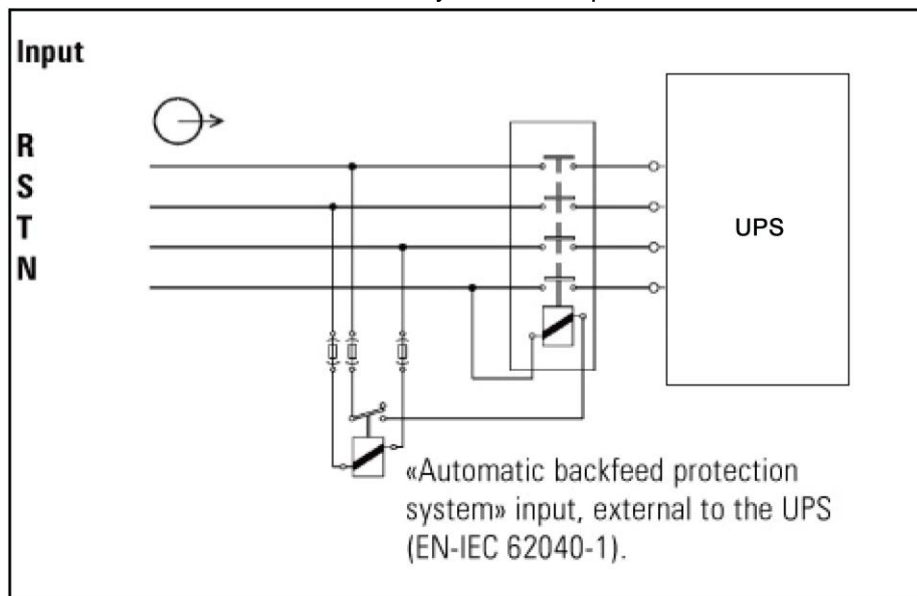 Input
R
S
T
N
UPS
«Automatic backfeed protection
system» input, external to the UPS
(EN-IEC 62040-1).